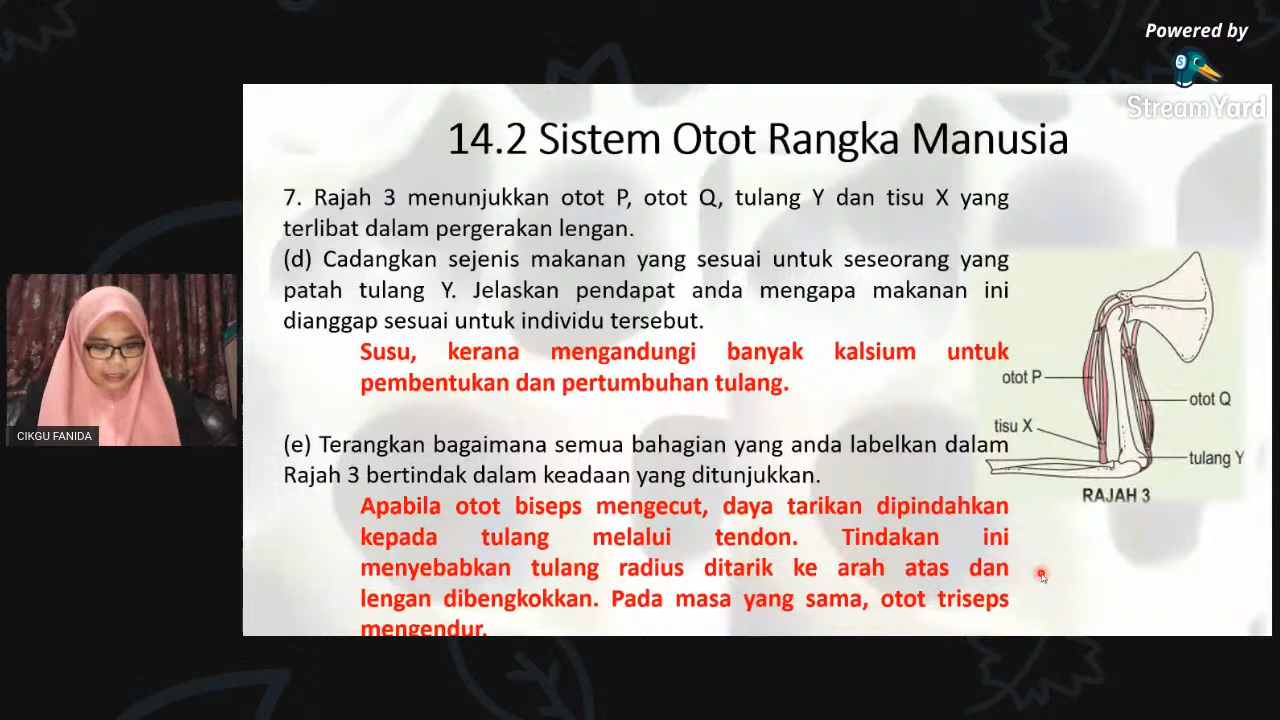 Powered by
StreamYard
14.2 Sistem Otot Rangka Manusia
7. Rajah 3 menunjukkan otot P, otot Q, tulang Y dan tisu X yang
terlibat dalam pergerakan lengan.
(d) Cadangkan sejenis makanan yang sesuai untuk seseorang yang
patah tulang Y. Jelaskan pendapat anda mengapa makanan ini
dianggap sesuai untuk individu tersebut.
Susu, kerana mengandungi banyak kalsium untuk
pembentukan dan pertumbuhan tulang.
(e) Terangkan bagaimana semua bahagian yang anda labelkan dalam
Rajah 3 bertindak dalam keadaan yang ditunjukkan.
Apabila otot biseps mengecut, daya tarikan dipindahkan
kepada tulang melalui tendon. Tindakan ini
menyebabkan tulang radius ditarik ke arah atas dan
lengan dibengkokkan. Pada masa yang sama, otot triseps
mengendur.
otot P
otot Q
tisu X
tulang Y
RAJAH 3
CIKGU FANIDA